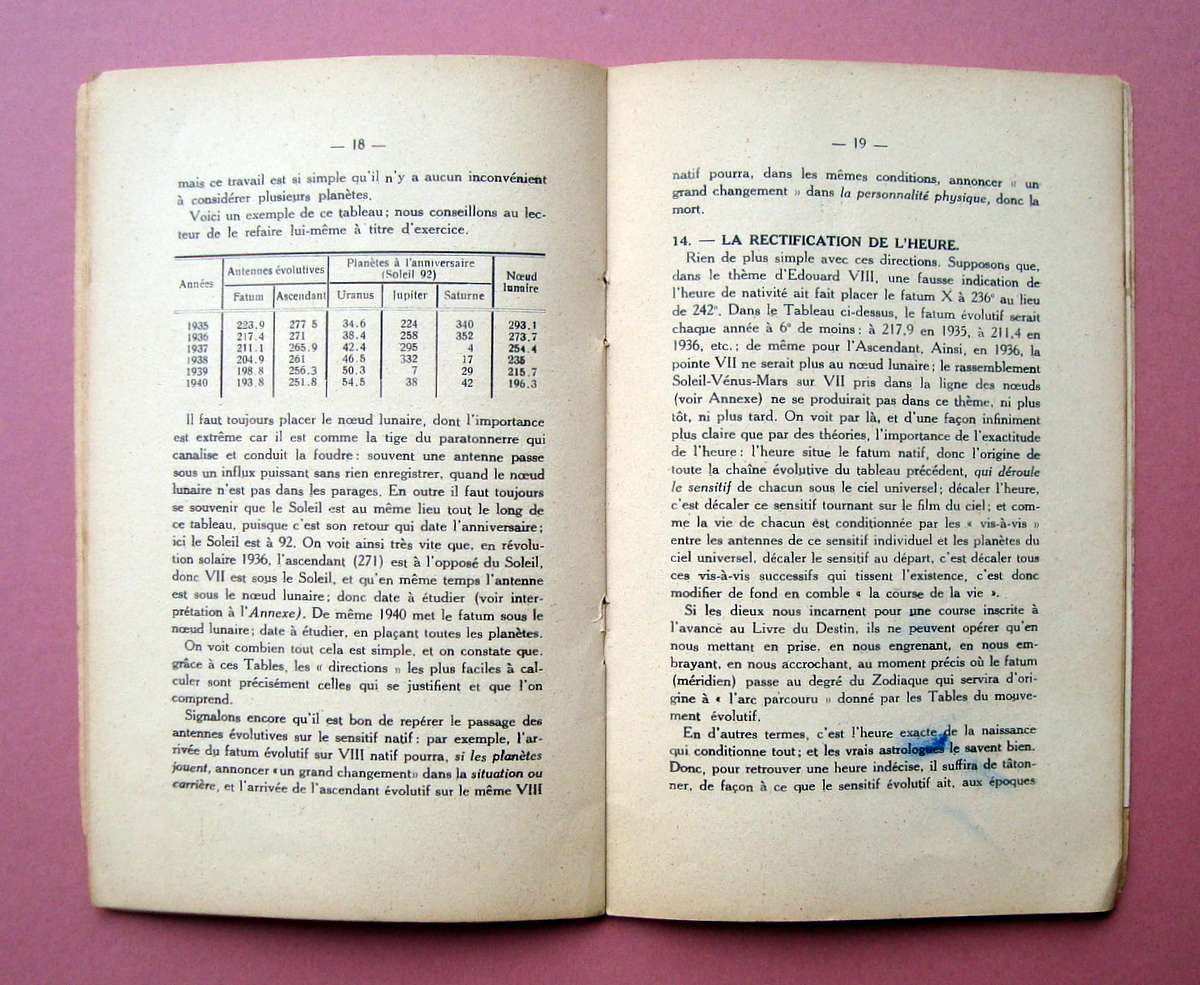 — 18 —
mais ce travail est si simple qu'il n'y a aucun inconvénient
à considérer plusieurs planètes.
Voici un exemple de ce tableau ; nous conseillons au lec-
teur de le refaire lui-même à titre d'exercice.
Années Antennes évolutives Planètes à l'anniversaire (Soleil 92) Nœud lunaire
Fatum Ascendant Uranus Jupiter Saturne
1935 223.9 277 5 34.6 224 340 293.1
1936 217.4 271 38.4 258 352 273.7
1937 211.1 265.9 42.4 295 4 254.4
1938 204.9 261 46.5 332 17 235
1939 198.8 256.3 50.3 7 29 215.7
1940 193.8 251.8 54.5 38 42 196.3
Il faut toujours placer le nœud lunaire, dont l'importance
est extrême car il est comme la tige du paratonnerre qui
canalise et conduit la foudre : souvent une antenne passe
sous un influx puissant sans rien enregistrer, quand le nœud
lunaire n'est pas dans les parages. En outre il faut toujours
se souvenir que le Soleil est au même lieu tout le long de
ce tableau, puisque c'est son retour qui date l'anniversaire ;
ici le Soleil est à 92. On voit ainsi très vite que, en révolu-
tion solaire 1936, l'ascendant (271) est à l'opposé du Soleil,
donc VII est sous le Soleil, et qu'en même temps l'antenne
est sous le nœud lunaire ; donc date à étudier (voir inter-
prétation à l'Annexe). De même 1940 met le fatum sous le
nœud lunaire ; date à étudier, en plaçant toutes les planètes.
On voit combien tout cela est simple, et on constate que.
grâce à ces Tables, les « directions » les plus faciles à cal-
culer sont précisément celles qui se justifient et que l'on
comprend.
Signalons encore qu'il est bon de repérer le passage des
antennes évolutives sur le sensitif natif : par exemple, l'ar-
rivée du fatum évolutif sur VIII natif pourra, si les planètes
jouent, annoncer « un grand changement » dans la situation ou
carrière, et l'arrivée de l'ascendant évolutif sur le même VIII
— 19 —
natif pourra, dans les mêmes conditions, annoncer « un
grand changement » dans la personnalité physique, donc la
mort.
14. — LA RECTIFICATION DE L'HEURE.
Rien de plus simple avec ces directions. Supposons que,
dans le thème d'Edouard VIII, une fausse indication de
l'heure de nativité ait fait placer le fatum X à 236° au lieu
de 242°. Dans le Tableau ci-dessus, le fatum évolutif serait
chaque année à 6° de moins : à 217,9 en 1935, à 211,4 en
1936, etc. ; de même pour l'Ascendant. Ainsi, en 1936, la
pointe VII ne serait plus au nœud lunaire ; le rassemblement
Soleil-Vénus-Mars sur VII pris dans la ligne des nœuds
(voir Annexe) ne se produirait pas dans ce thème, ni plus
tôt, ni plus tard. On voit par là, et d'une façon infiniment
plus claire que par des théories, l'importance de l'exactitude
de l'heure : l'heure situe le fatum natif, donc l'origine de
toute la chaîne évolutive du tableau précédent, qui déroule
le sensitif de chacun sous le ciel universel ; décaler l'heure,
c'est décaler ce sensitif tournant sur le film du ciel ; et com-
me la vie de chacun est conditionnée par les « vis-à-vis »
entre les antennes de ce sensitif individuel et les planètes du
ciel universel, décaler le sensitif au départ, c'est décaler tous
ces vis-à-vis successifs qui tissent l'existence, c'est donc
modifier de fond en comble « la course de la vie ».
Si les dieux nous incarnent pour une course inscrite à
l'avance au Livre du Destin, ils ne peuvent opérer qu'en
nous mettant en prise, en nous engrenant, en nous em-
brayant, en nous accrochant, au moment précis où le fatum
(méridien) passe au degré du Zodiaque qui servira d'ori-
gine à « l'arc parcouru » donné par les Tables du mouve-
ment évolutif.
En d'autres termes, c'est l'heure exacte de la naissance
qui conditionne tout ; et les vrais astrologues le savent bien.
Donc, pour retrouver une heure indécise, il suffira de tâton-
ner, de façon à ce que le sensitif évolutif ait, aux époques